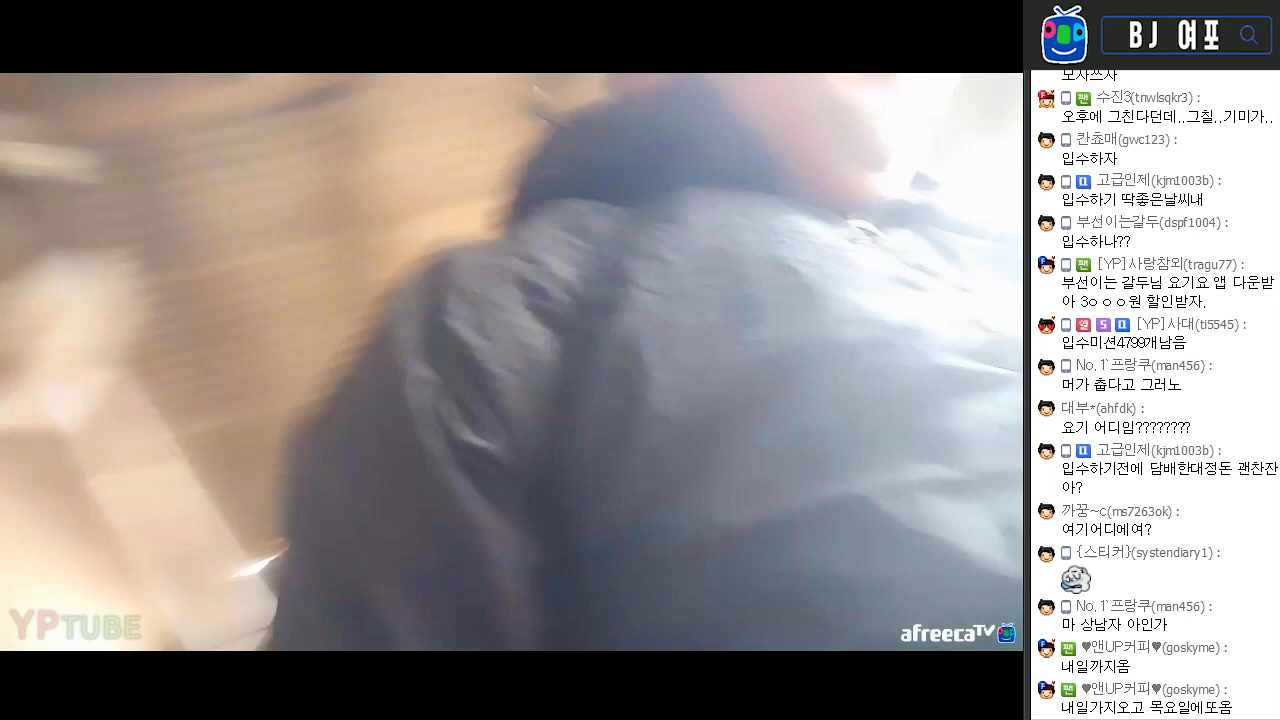 BJ 여포
모자쓰자
수진3(tnwlsqkr3) :
오후에 그친다던데..그칠..기미가..
칸쵸매(gwc123) :
입수하자
고급인제(kjm1003b) :
입수하기 딱좋은날씨내
부선이는갈두(dspf1004) :
입수하나??
[YP]사랑참외(tragu77) :
부선이는 갈두님 요기요 앱 다운받
아 3ㅇㅇㅇ원 할인받자.
열 5 [YP]사대(ti5545) :
입수미션4799개남음
No.1`프랑쿠(man456) :
머가 춥다고 그러노
대부*(ahfdk) :
요기 어디임????????
고급인제(kjm1003b) :
입수하기전에 담배한대정돈 괜찬잔
아?
까꿍~c(ms7263ok) :
여기어디에여?
{스티커}(systendiary1) :
No.1`프랑쿠(man456) :
마 상남자 아인가
팬 ♥앤UP커피♥(goskyme) :
내일까지옴
팬 ♥앤UP커피♥(goskyme) :
내일가지오고 목요일에또옴
YPTUBE
afreecaTV